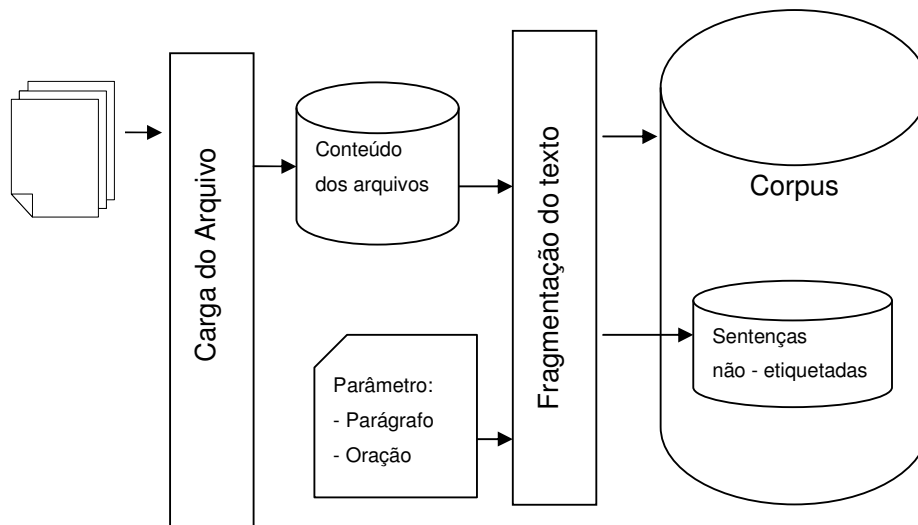 Carga do Arquivo
Conteúdo
dos arquivos
Parâmetro:
- Parágrafo
- Oração
Fragmentação do texto
Corpus
Sentenças
não - etiquetadas